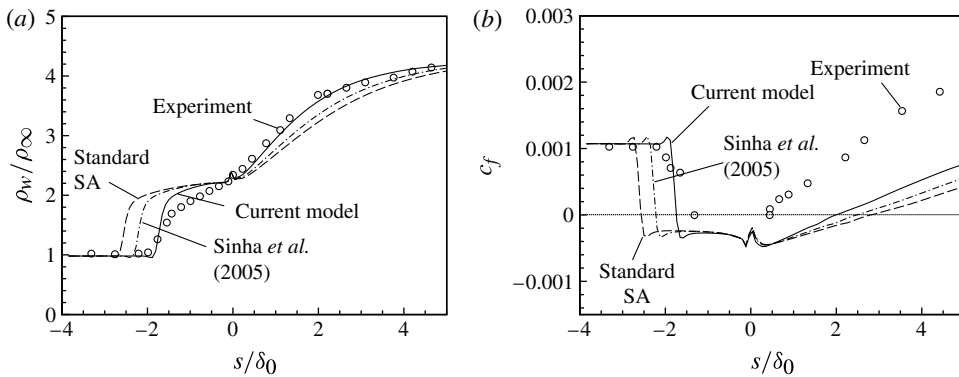 (a)
5
4
3
2
1
0
ρw/ρ∞
Experiment
Standard
SA
Current model
Sinha et al.
(2005)
−4
−2
0
2
4
s/δ0
(b)
0.003
0.002
0.001
0
−0.001
cf
Experiment
Current model
Sinha et al.
(2005)
Standard
SA
−4
−2
0
2
4
s/δ0